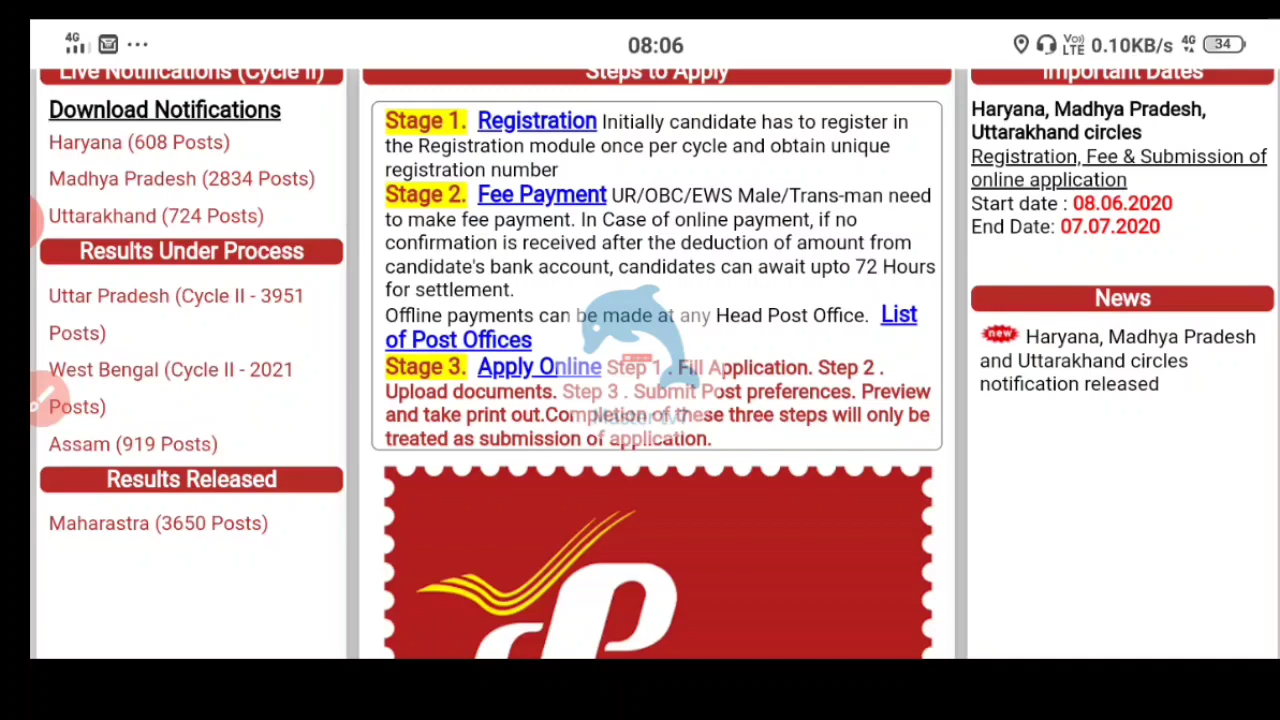 4G
08:06
VoI) LTE 0.10KB/s 4G 34
Live Notifications (Cycle II)
Download Notifications
Haryana (608 Posts)
Madhya Pradesh (2834 Posts)
Uttarakhand (724 Posts)
Results Under Process
Uttar Pradesh (Cycle II - 3951
Posts)
West Bengal (Cycle II - 2021
Posts)
Assam (919 Posts)
Results Released
Maharastra (3650 Posts)
Steps to Apply
Stage 1. Registration Initially candidate has to register in
the Registration module once per cycle and obtain unique
registration number
Stage 2. Fee Payment UR/OBC/EWS Male/Trans-man need
to make fee payment. In Case of online payment, if no
confirmation is received after the deduction of amount from
candidate's bank account, candidates can await upto 72 Hours
for settlement.
Offline payments can be made at any Head Post Office. List
of Post Offices
Stage 3. Apply Online Step 1 . Fill Application. Step 2 .
Upload documents. Step 3 . Submit Post preferences. Preview
and take print out.Completion of these three steps will only be
treated as submission of application.
Important Dates
Haryana, Madhya Pradesh,
Uttarakhand circles
Registration, Fee & Submission of
online application
Start date : 08.06.2020
End Date: 07.07.2020
News
new Haryana, Madhya Pradesh
and Uttarakhand circles
notification released